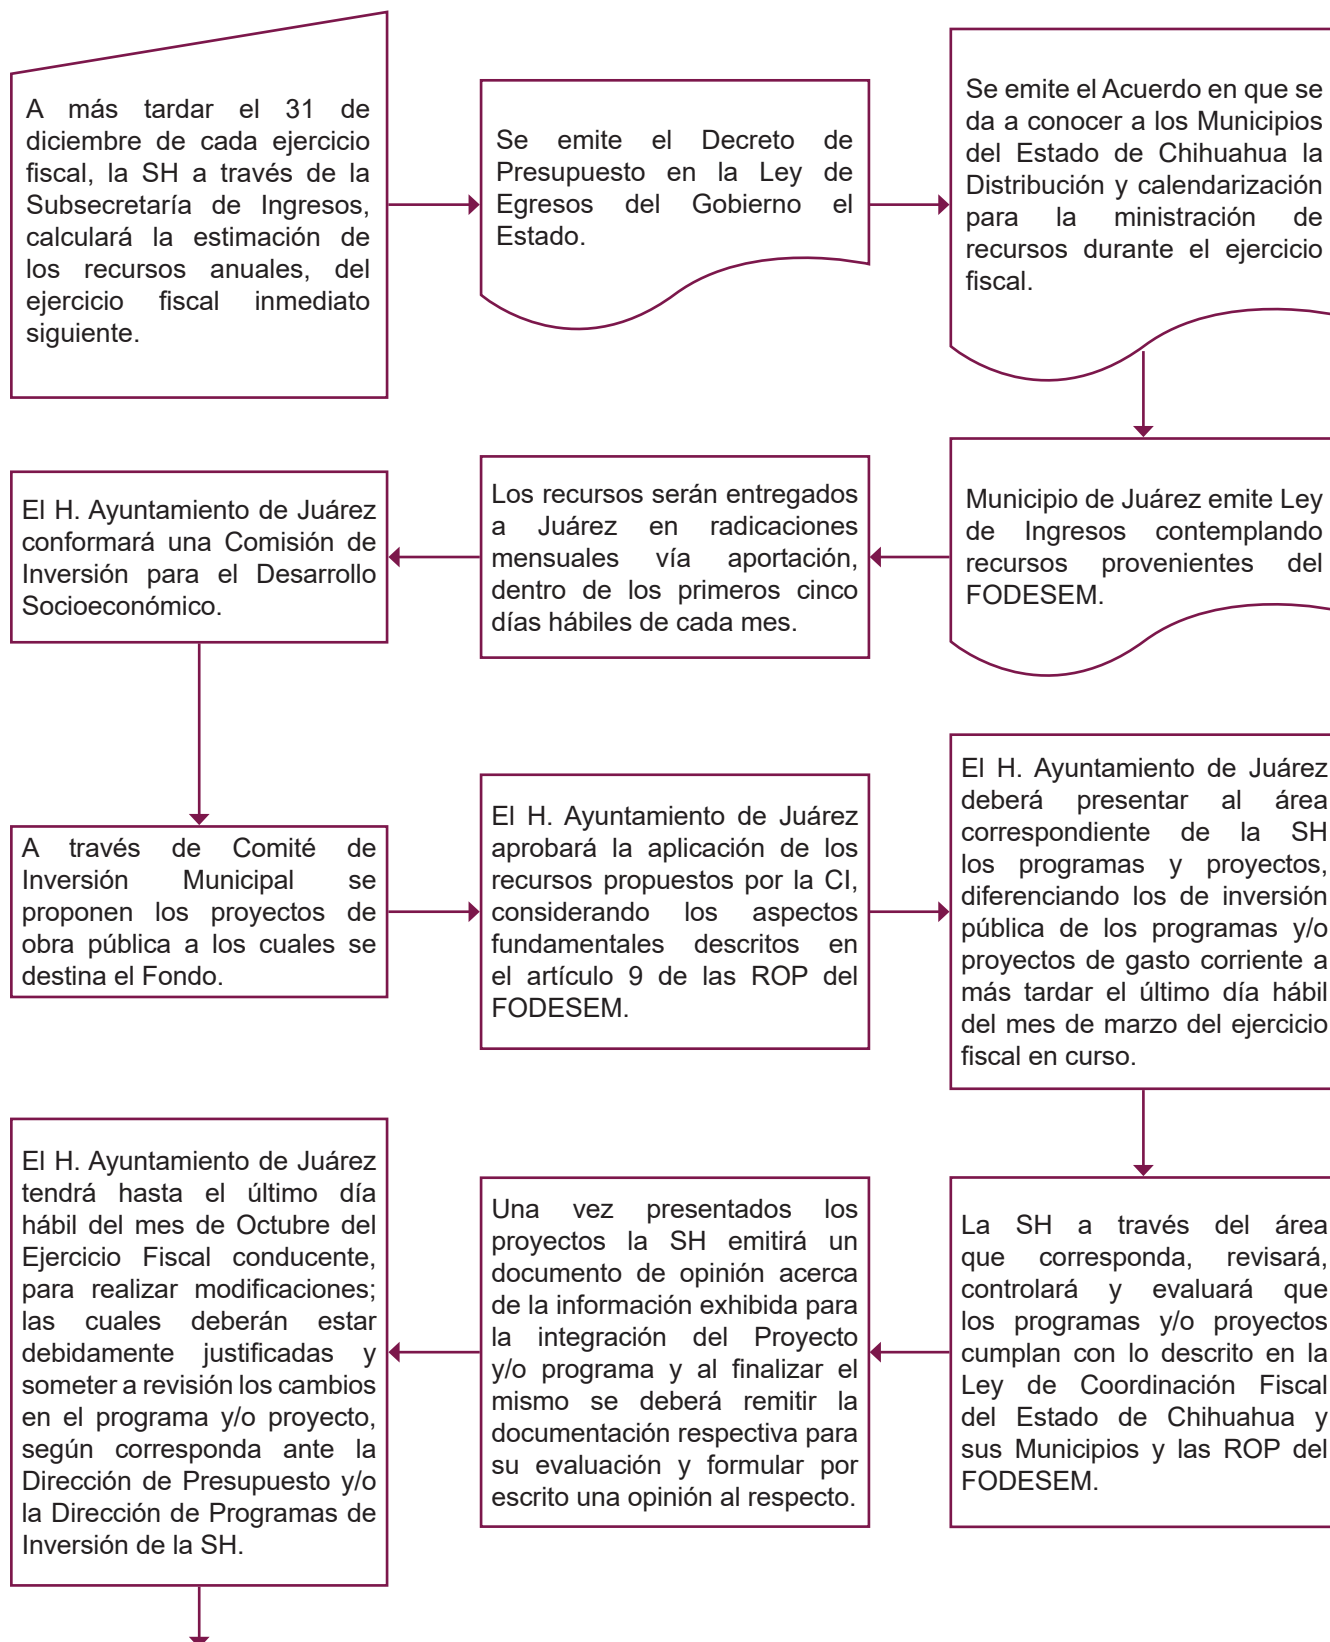 A más tardar el 31 de
diciembre de cada ejercicio
fiscal, la SH a través de la
Subsecretaría de Ingresos,
calculará la estimación de
los recursos anuales, del
ejercicio fiscal inmediato
siguiente.
Se emite el Decreto de
Presupuesto en la Ley de
Egresos del Gobierno el
Estado.
Se emite el Acuerdo en que se
da a conocer a los Municipios
del Estado de Chihuahua la
Distribución y calendarización
para la ministración de
recursos durante el ejercicio
fiscal.
Municipio de Juárez emite Ley
de Ingresos contemplando
recursos provenientes del
FODESEM.
Los recursos serán entregados
a Juárez en radicaciones
mensuales vía aportación,
dentro de los primeros cinco
días hábiles de cada mes.
El H. Ayuntamiento de Juárez
conformará una Comisión de
Inversión para el Desarrollo
Socioeconómico.
A través de Comité de
Inversión Municipal se
proponen los proyectos de
obra pública a los cuales se
destina el Fondo.
El H. Ayuntamiento de Juárez
aprobará la aplicación de los
recursos propuestos por la CI,
considerando los aspectos
fundamentales descritos en
el artículo 9 de las ROP del
FODESEM.
El H. Ayuntamiento de Juárez
deberá presentar al área
correspondiente de la SH
los programas y proyectos,
diferenciando los de inversión
pública de los programas y/o
proyectos de gasto corriente a
más tardar el último día hábil
del mes de marzo del ejercicio
fiscal en curso.
La SH a través del área
que corresponda, revisará,
controlará y evaluará que
los programas y/o proyectos
cumplan con lo descrito en la
Ley de Coordinación Fiscal
del Estado de Chihuahua y
sus Municipios y las ROP del
FODESEM.
Una vez presentados los
proyectos la SH emitirá un
documento de opinión acerca
de la información exhibida para
la integración del Proyecto
y/o programa y al finalizar el
mismo se deberá remitir la
documentación respectiva para
su evaluación y formular por
escrito una opinión al respecto.
El H. Ayuntamiento de Juárez
tendrá hasta el último día
hábil del mes de Octubre del
Ejercicio Fiscal conducente,
para realizar modificaciones;
las cuales deberán estar
debidamente justificadas y
someter a revisión los cambios
en el programa y/o proyecto,
según corresponda ante la
Dirección de Presupuesto y/o
la Dirección de Programas de
Inversión de la SH.